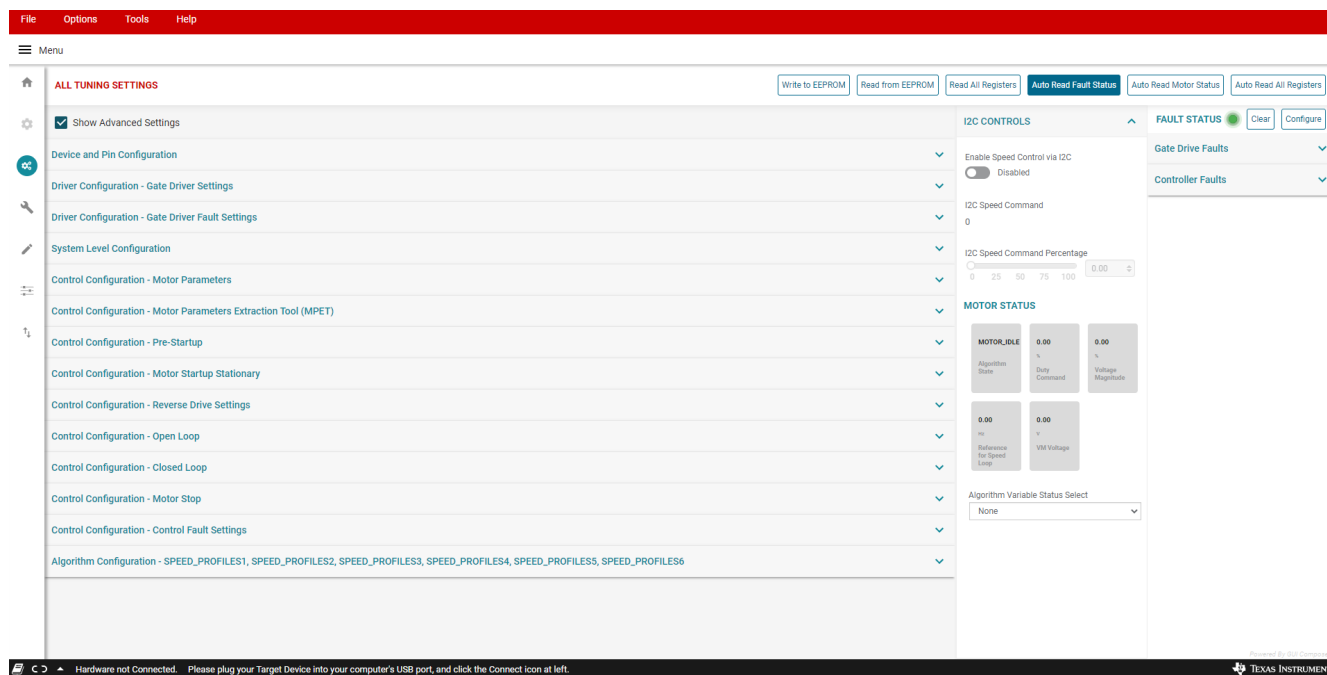 File Options Tools Help
Menu
ALL TUNING SETTINGS
Write to EEPROM Read from EEPROM Read All Registers Auto Read Fault Status Auto Read Motor Status Auto Read All Registers
Show Advanced Settings
Device and Pin Configuration
Driver Configuration - Gate Driver Settings
Driver Configuration - Gate Driver Fault Settings
System Level Configuration
Control Configuration - Motor Parameters
Control Configuration - Motor Parameters Extraction Tool (MPET)
Control Configuration - Pre-Startup
Control Configuration - Motor Startup Stationary
Control Configuration - Reverse Drive Settings
Control Configuration - Open Loop
Control Configuration - Closed Loop
Control Configuration - Motor Stop
Control Configuration - Control Fault Settings
Algorithm Configuration - SPEED_PROFILES1, SPEED_PROFILES2, SPEED_PROFILES3, SPEED_PROFILES4, SPEED_PROFILES5, SPEED_PROFILES6
I2C CONTROLS
Enable Speed Control via I2C
Disabled
I2C Speed Command
0
I2C Speed Command Percentage
0.00
0 25 50 75 100
MOTOR STATUS
MOTOR_IDLE
Algorithm
State
0.00
%
Duty
Command
0.00
%
Voltage
Magnitude
0.00
Hz
Reference
for Speed
Loop
0.00
V
VM Voltage
Algorithm Variable Status Select
None
FAULT STATUS Clear Configure
Gate Drive Faults
Controller Faults
Powered By GUI Compose
Hardware not Connected. Please plug your Target Device into your computer's USB port, and click the Connect icon at left.
TEXAS INSTRUMEN